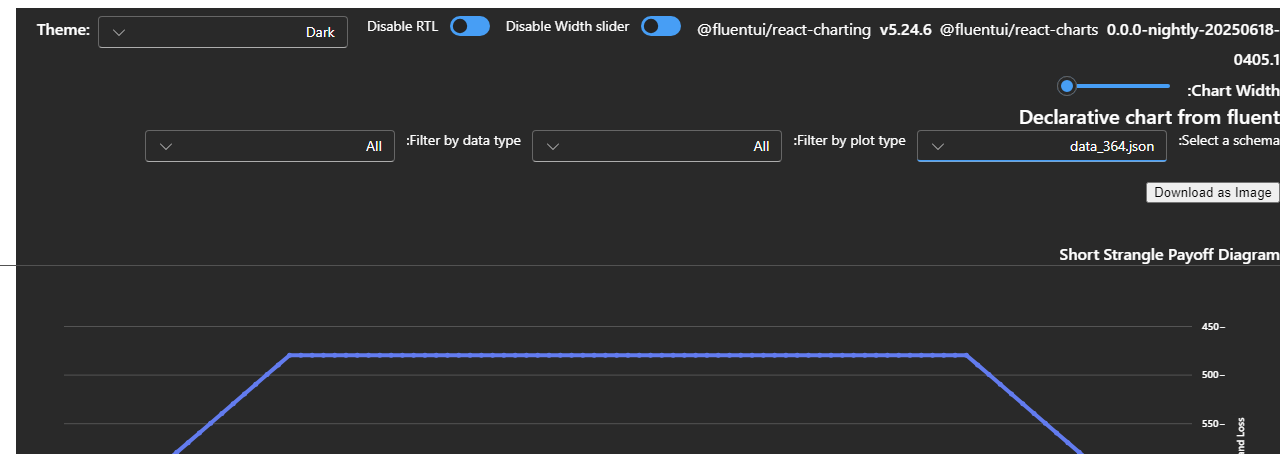 Theme: Dark Disable RTL Disable Width slider @fluentui/react-charting v5.24.6 @fluentui/react-charts 0.0.0-nightly-20250618-
0405.1
:Chart Width
Declarative chart from fluent
:Select a schema data_364.json :Filter by plot type All :Filter by data type All
Download as Image
Short Strangle Payoff Diagram
450−
500−
550−
and Loss